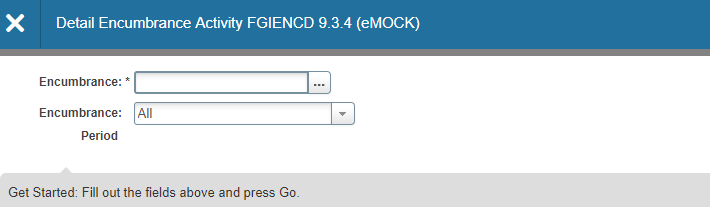 Detail Encumbrance Activity FGIENCD 9.3.4 (eMOCK)
Encumbrance: * ...
Encumbrance: All
Period
Get Started: Fill out the fields above and press Go.